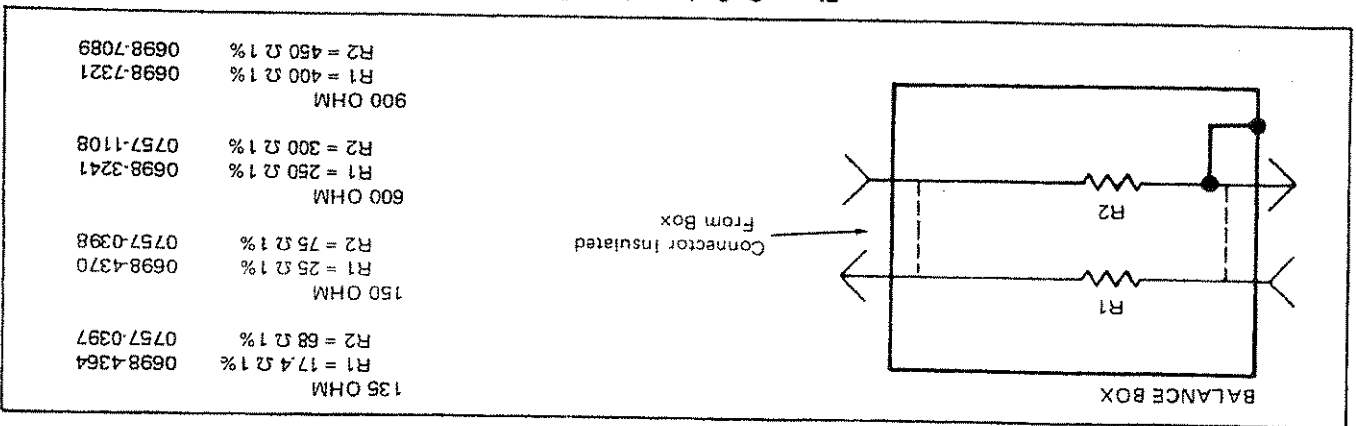 BALANCE BOX
R1
R2
Connector Insulated
From Box
135 OHM
R1 = 17.4 Ω 1% 0698-4364
R2 = 68 Ω 1% 0757-0397
150 OHM
R1 = 25 Ω 1% 0698-4370
R2 = 75 Ω 1% 0757-0398
600 OHM
R1 = 250 Ω 1% 0698-3241
R2 = 300 Ω 1% 0757-1108
900 OHM
R1 = 400 Ω 1% 0698-7321
R2 = 450 Ω 1% 0698-7089